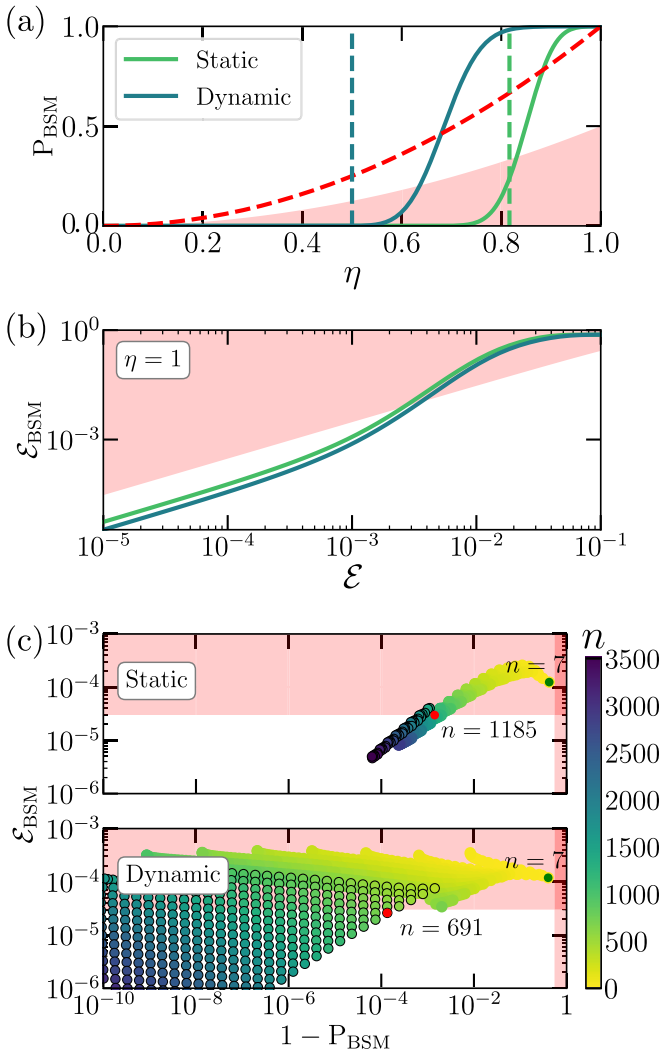 (a)
P_BSM
1.0
0.5
0.0
Static
Dynamic
0.0 0.2 0.4 0.6 0.8 1.0
η
(b)
ℰ_BSM
10^0
10^-3
η = 1
10^-5 10^-4 10^-3 10^-2 10^-1
ℰ
(c)
n
10^-3
10^-4
10^-5
10^-6
Static
n = 7
n = 1185
ℰ_BSM
10^-3
10^-4
10^-5
10^-6
Dynamic
n = 7
n = 691
10^-10 10^-8 10^-6 10^-4 10^-2 1
1 − P_BSM
3500
3000
2500
2000
1500
1000
500
0